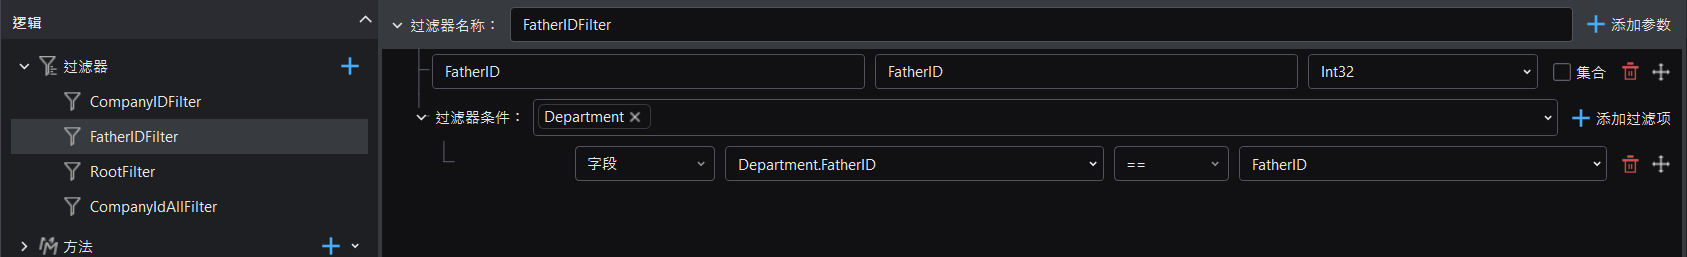 逻辑
过滤器
CompanyIDFilter
FatherIDFilter
RootFilter
CompanyIdAllFilter
方法
过滤器名称： FatherIDFilter 添加参数
FatherID FatherID Int32 集合
过滤器条件： Department 添加过滤项
字段 Department.FatherID == FatherID